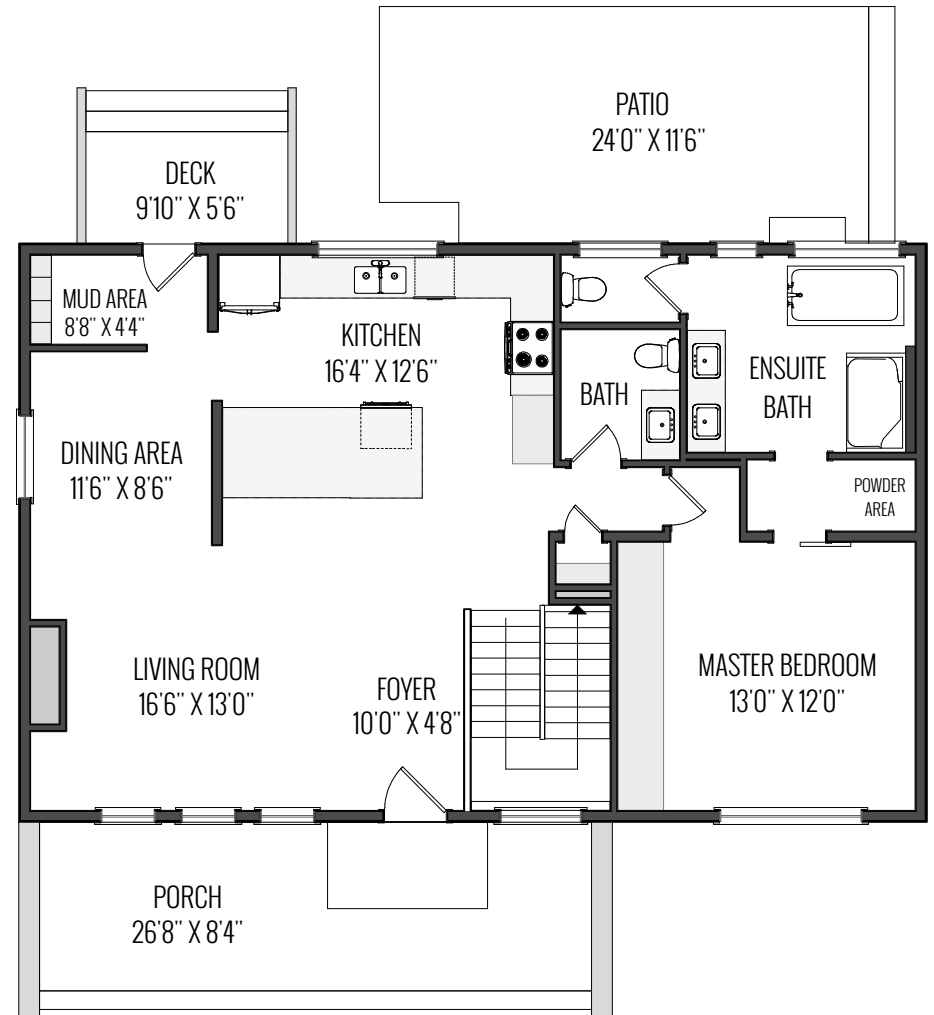 PATIO
24'0" X 11'6"
DECK
9'10" X 5'6"
MUD AREA
8'8" X 4'4"
KITCHEN
16'4" X 12'6"
ENSUITE
BATH
BATH
DINING AREA
11'6" X 8'6"
POWDER
AREA
LIVING ROOM
16'6" X 13'0"
FOYER
10'0" X 4'8"
MASTER BEDROOM
13'0" X 12'0"
PORCH
26'8" X 8'4"